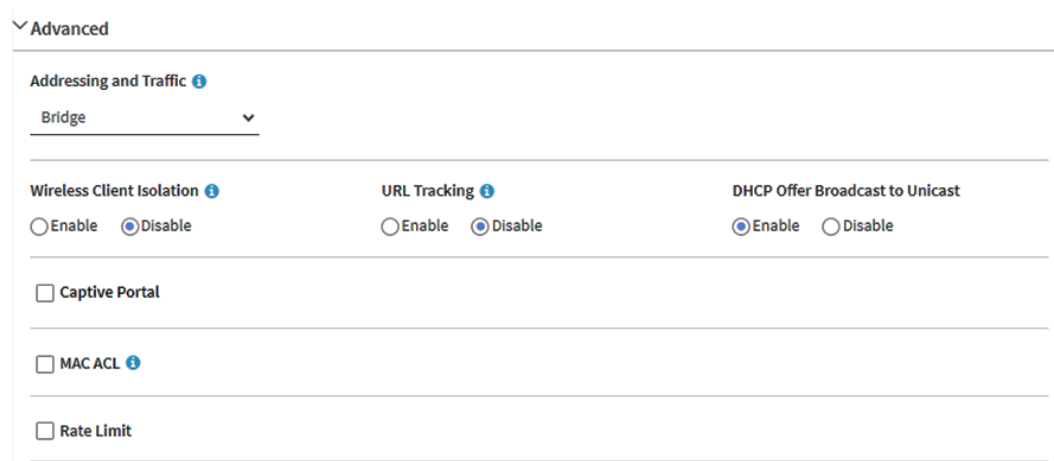 Advanced
Addressing and Traffic
Bridge
Wireless Client Isolation URL Tracking DHCP Offer Broadcast to Unicast
Enable Disable Enable Disable Enable Disable
Captive Portal
MAC ACL
Rate Limit